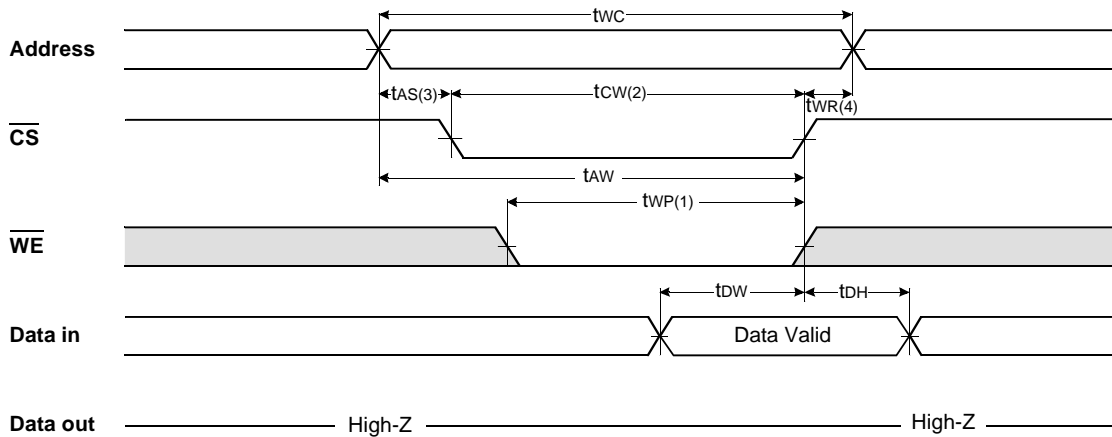 tWC
Address
tAS(3) tCW(2) tWR(4)
CS
tAW
tWP(1)
WE
tDW tDH
Data in Data Valid
Data out High-Z High-Z